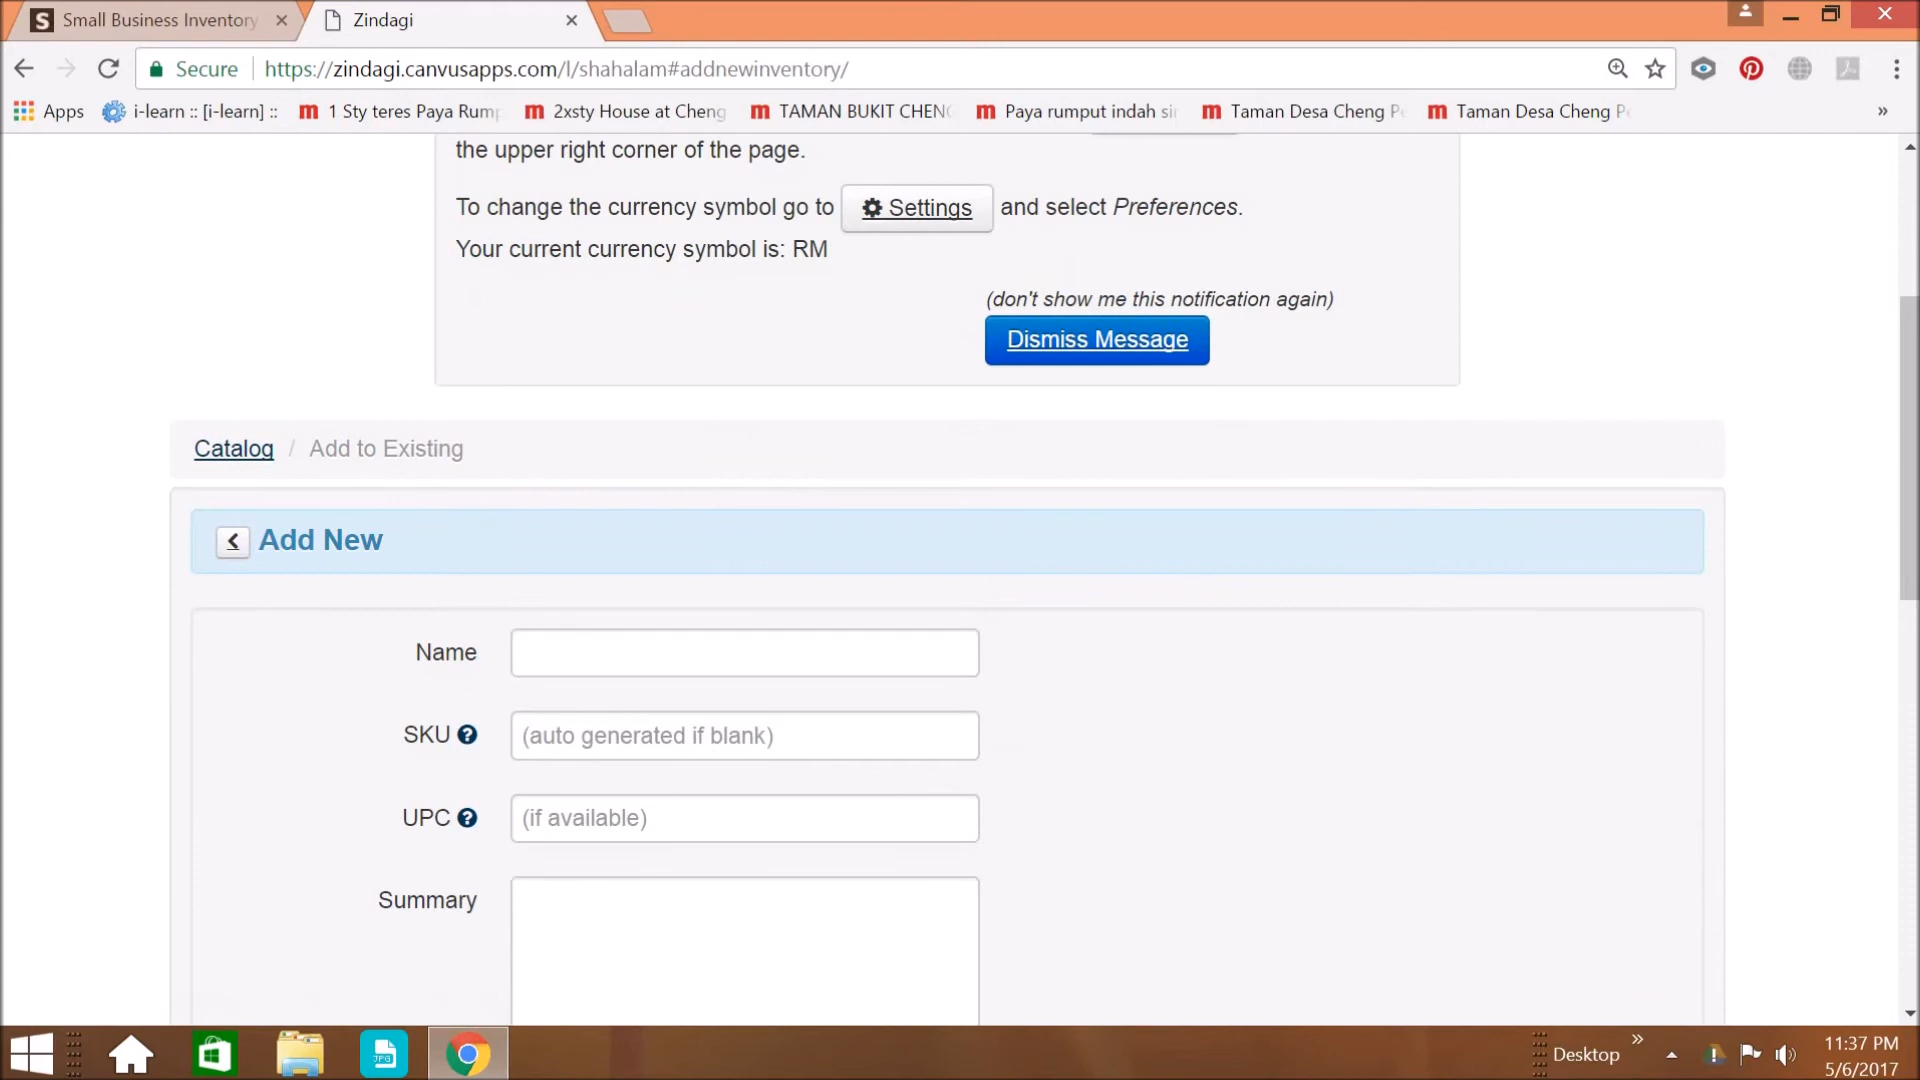 Small Business Inventory
Zindagi
Secure
https://zindagi.canvusapps.com/l/shahalam#addnewinventory/
Apps
i-learn :: [i-learn] ::
1 Sty teres Paya Rump
2xsty House at Cheng
TAMAN BUKIT CHENG
Paya rumput indah sir
Taman Desa Cheng Pe
Taman Desa Cheng Pe
»
the upper right corner of the page.
To change the currency symbol go to Settings and select Preferences.
Your current currency symbol is: RM
(don't show me this notification again)
Dismiss Message
Catalog / Add to Existing
< Add New
Name
SKU ? (auto generated if blank)
UPC ? (if available)
Summary
JPG
Desktop
»
11:37 PM
5/6/2017